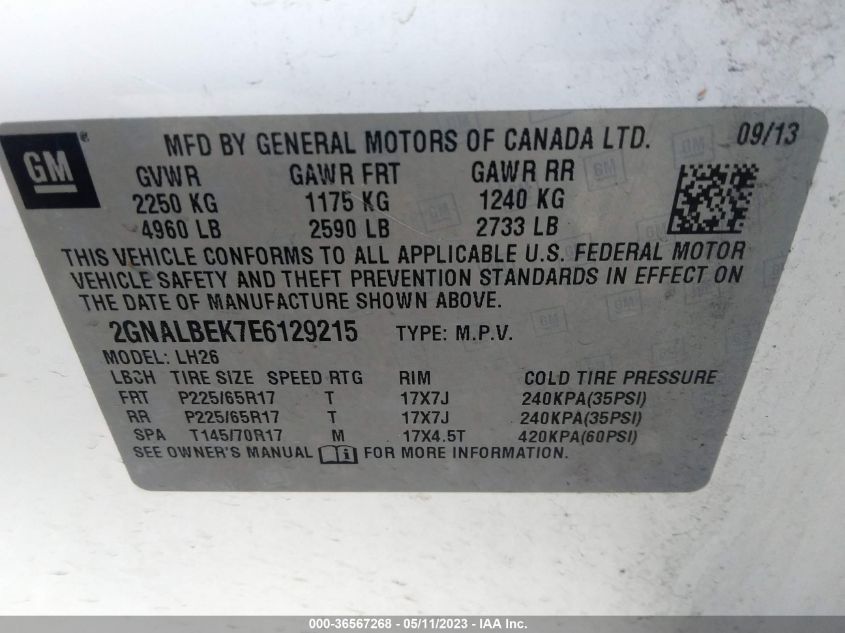 GM ® MFD BY GENERAL MOTORS OF CANADA LTD. 09/13
GVWR GAWR FRT GAWR RR
2250 KG 1175 KG 1240 KG
4960 LB 2590 LB 2733 LB
THIS VEHICLE CONFORMS TO ALL APPLICABLE U.S. FEDERAL MOTOR
VEHICLE SAFETY AND THEFT PREVENTION STANDARDS IN EFFECT ON
THE DATE OF MANUFACTURE SHOWN ABOVE.
2GNALBEK7E6129215 TYPE: M.P.V.
MODEL: LH26
TIRE SIZE SPEED RTG RIM COLD TIRE PRESSURE
FRT P225/65R17 T 17X7J 240KPA(35PSI)
RR P225/65R17 T 17X7J 240KPA(35PSI)
SPA T145/70R17 M 17X4.5T 420KPA(60PSI)
SEE OWNER'S MANUAL FOR MORE INFORMATION.
000-36567268 - 05/11/2023 - IAA Inc.